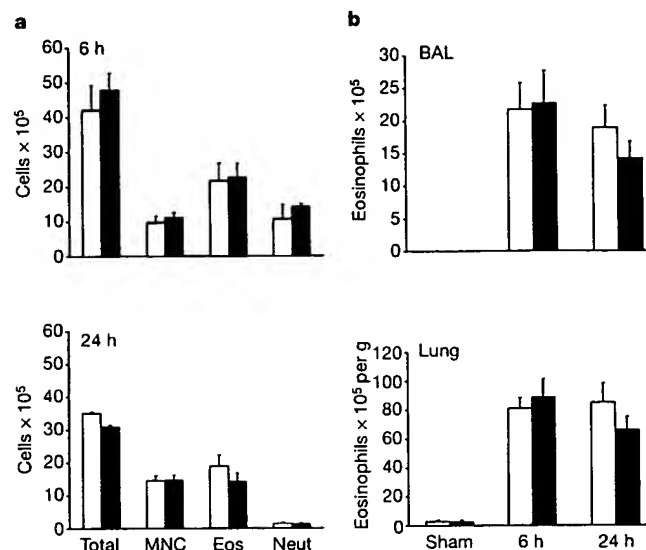 a
6 h
Cells × 10⁵
60
50
40
30
20
10
0
24 h
Cells × 10⁵
60
50
40
30
20
10
0
Total MNC Eos Neut
b
BAL
Eosinophils × 10⁵
30
25
20
15
10
5
0
Lung
Eosinophils × 10⁵ per g
120
100
80
60
40
20
0
Sham 6 h 24 h